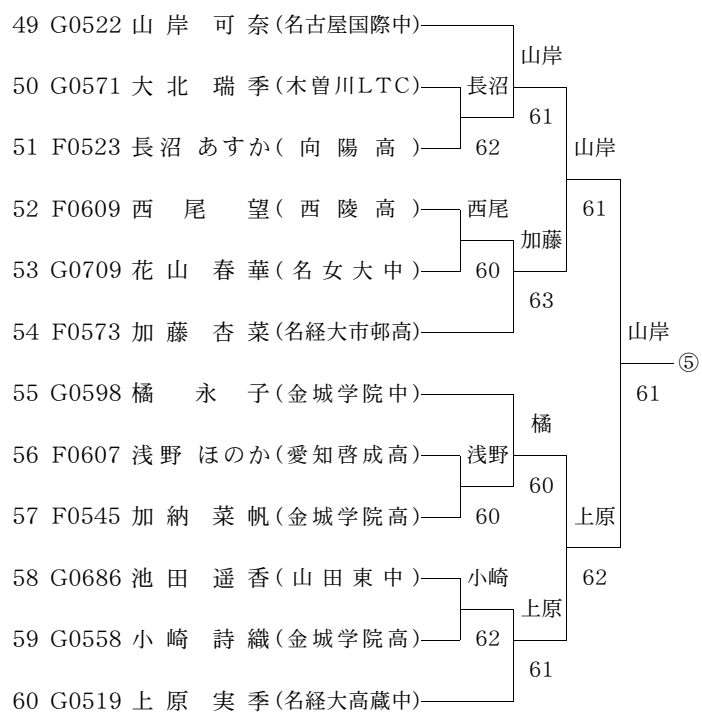 49 G0522 山岸 可奈(名古屋国際中)
山岸
50 G0571 大北 瑞季(木曽川LTC)
長沼
61
51 F0523 長沼 あすか(向陽高)
62
山岸
52 F0609 西尾 望(西陵高)
西尾
61
加藤
53 G0709 花山 春華(名女大中)
60
63
54 F0573 加藤 杏菜(名経大市邨高)
山岸
⑤
55 G0598 橘 永子(金城学院中)
61
橘
56 F0607 浅野 ほのか(愛知啓成高)
浅野
60
57 F0545 加納 菜帆(金城学院高)
60
上原
58 G0686 池田 遥香(山田東中)
小崎
62
上原
59 G0558 小崎 詩織(金城学院高)
62
61
60 G0519 上原 実季(名経大高蔵中)